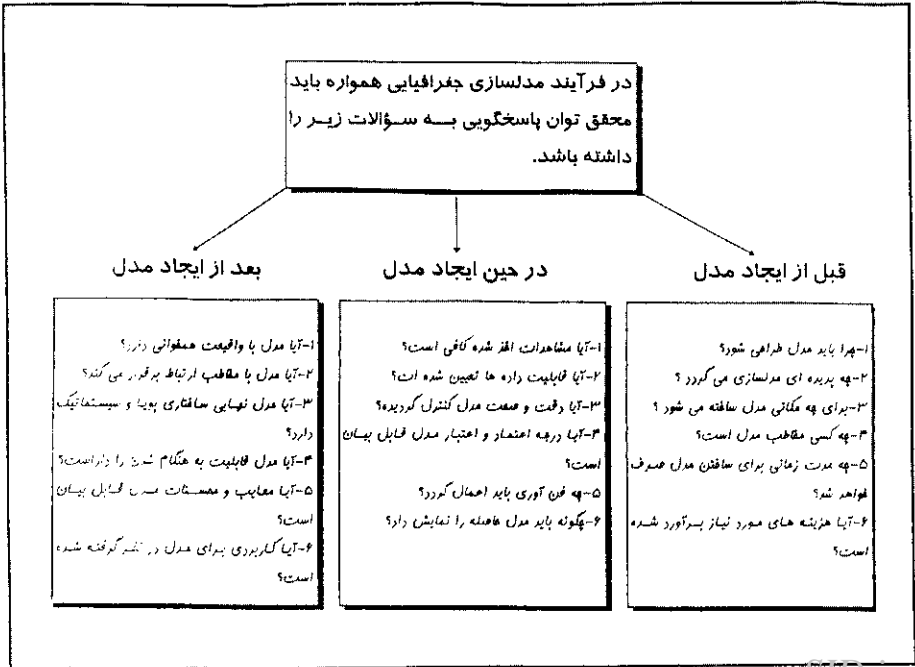 در فرآیند مدلسازی جغرافیایی همواره باید
محقق توان پاسخگویی بـه سـؤالات زیـر را
داشته باشد.
قبل از ایجاد مدل
۱-چرا باید مدل طراحی شود؟
۲-چه پدیده ای مدلسازی می گردد ؟
۳-برای چه مکانی مدل ساخته می شود ؟
۴-چه کسی مخاطب مدل است؟
۵-چه مدت زمانی برای ساختن مدل صرف
خواهد شد؟
۶-آیا هزینه های مورد نیاز برآورد شده
است؟
در حین ایجاد مدل
۱-آیا مشاهدات اخذ شده کافی است؟
۲-آیا قابلیت داده ها تعیین شده ات؟
۳-آیا دقت و صحت مدل کنترل گردیده؟
۴-آیا درجه اعتماد و اعتبار مدل قابل بیان
است؟
۵-چه فن آوری باید اعمال گردد؟
۶-چگونه باید مدل حاصله را نمایش داد؟
بعد از ایجاد مدل
۱-آیا مدل با واقعیت همخوانی دارد؟
۲-آیا مدل با مخاطب ارتباط برقرار می کند؟
۳-آیا مدل نهایی ساختاری پویا و سیستماتیک
دارد؟
۴-آیا مدل قابلیت به هنگام شدن را داراست؟
۵-آیا معایب و محسنات مدل قابل بیان
است؟
۶-آیا کاربردی برای مدل در نظر گرفته شده
است؟